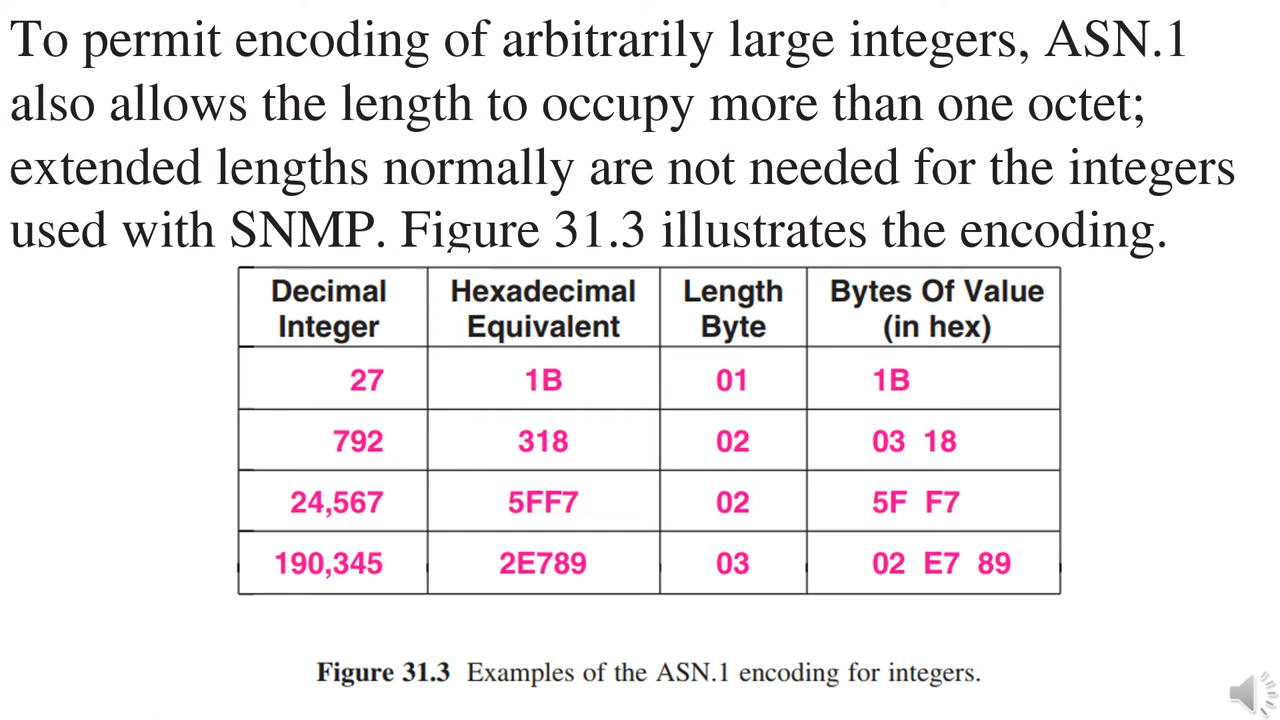 To permit encoding of arbitrarily large integers, ASN.1
also allows the length to occupy more than one octet;
extended lengths normally are not needed for the integers
used with SNMP. Figure 31.3 illustrates the encoding.
Decimal Integer Hexadecimal Equivalent Length Byte Bytes Of Value (in hex)
27 1B 01 1B
792 318 02 03 18
24,567 5FF7 02 5F F7
190,345 2E789 03 02 E7 89
Figure 31.3 Examples of the ASN.1 encoding for integers.